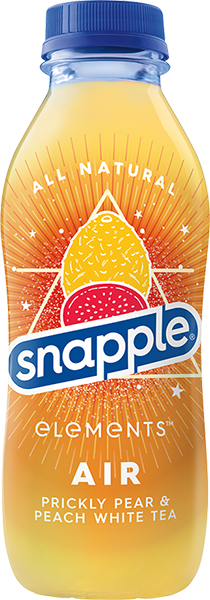 ALL NATURAL
snapple®
eLeMeNTS™
AIR
PRICKLY PEAR &
PEACH WHITE TEA